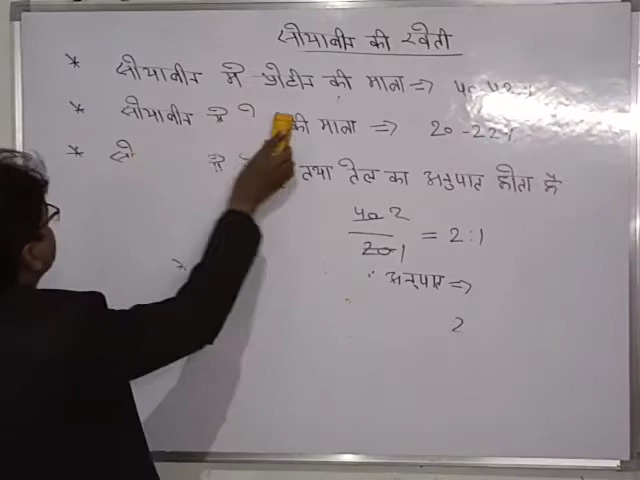 सोयाबीन की खेती
* सोयाबीन मे प्रोटीन की मात्रा ⇒ 40-42%
* सोयाबीन की मात्रा ⇒ 20-22%
* सो तथा तेल का अनुपात होता है
40 2
20 1 = 2:1
∴ अनुपात ⇒
2